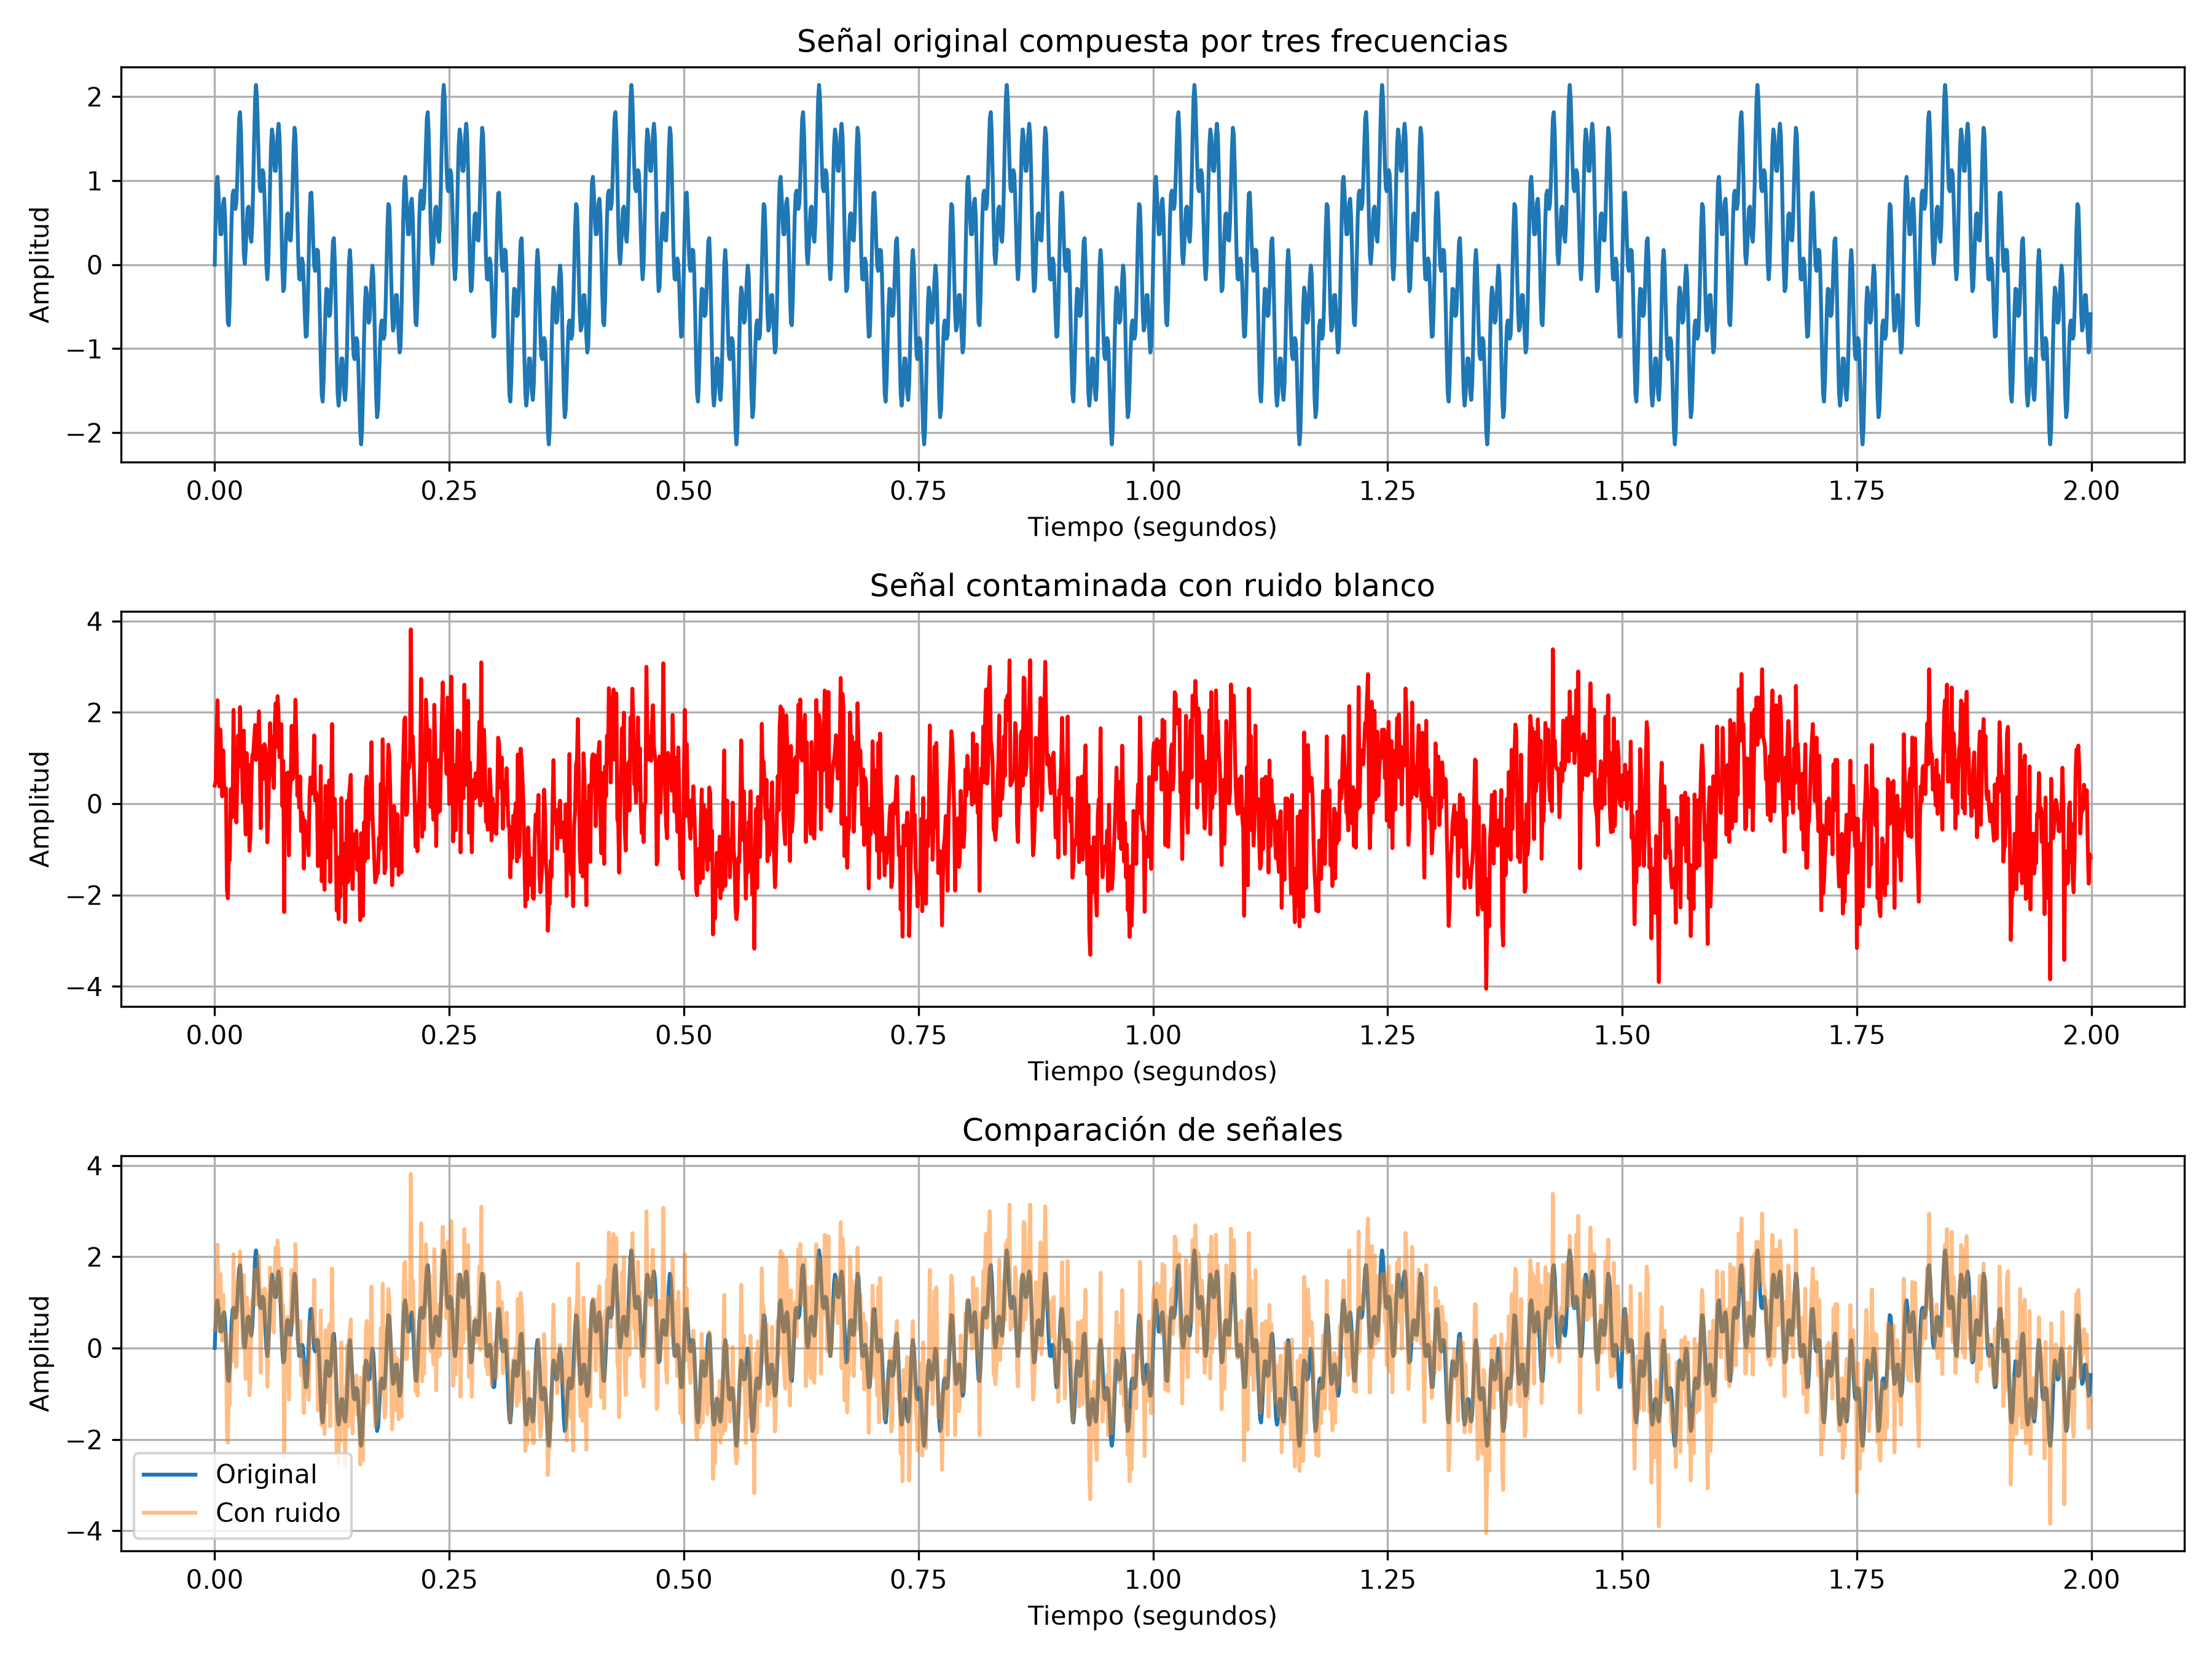 Señal original compuesta por tres frecuencias
Amplitud
2
1
0
−1
−2
0.00 0.25 0.50 0.75 1.00 1.25 1.50 1.75 2.00
Tiempo (segundos)
Señal contaminada con ruido blanco
Amplitud
4
2
0
−2
−4
0.00 0.25 0.50 0.75 1.00 1.25 1.50 1.75 2.00
Tiempo (segundos)
Comparación de señales
Amplitud
4
2
0
−2
−4
Original
Con ruido
0.00 0.25 0.50 0.75 1.00 1.25 1.50 1.75 2.00
Tiempo (segundos)